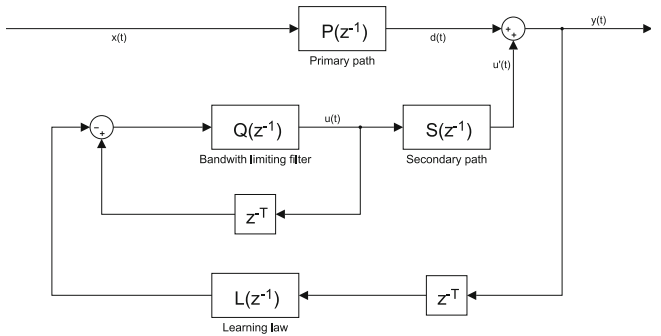 P(z⁻¹)
Primary path
x(t)
d(t)
+
+
y(t)
u'(t)
-
+
Q(z⁻¹)
Bandwith limiting filter
u(t)
S(z⁻¹)
Secondary path
z⁻ᵀ
L(z⁻¹)
Learning law
z⁻ᵀ